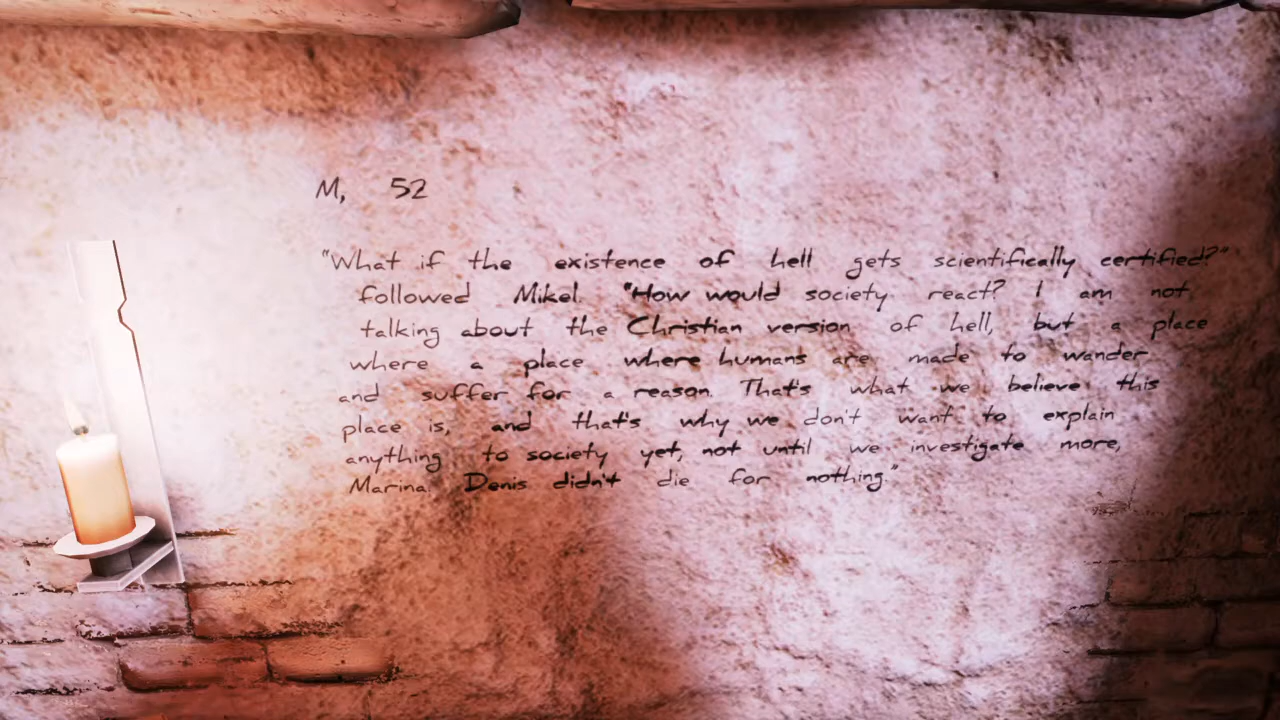 M, 52
"What if the existence of hell gets scientifically certified?"
followed Mikel. "How would society react? I am not
talking about the Christian version of hell, but a place
where a place where humans are made to wander
and suffer for a reason. That's what we believe this
place is, and that's why we don't want to explain
anything to society yet, not until we investigate more,
Marina. Denis didn't die for nothing."